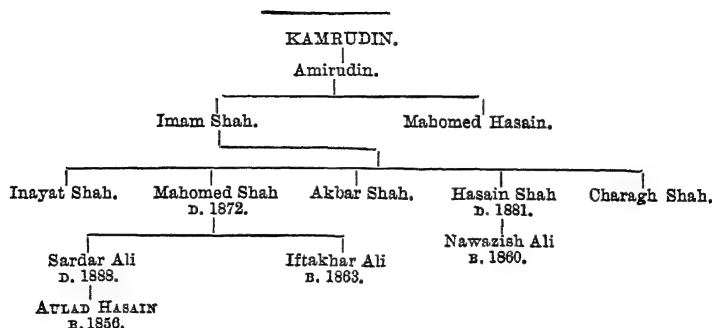 KAMRUDIN.
Amirudin.
Imam Shah. Mahomed Hasain.
Inayat Shah. Mahomed Shah Akbar Shah. Hasain Shah Charagh Shah.
D. 1872. D. 1881.
Sardar Ali Iftakhar Ali Nawazish Ali
D. 1888. B. 1863. B. 1860.
AULAD HASAIN
B. 1856.